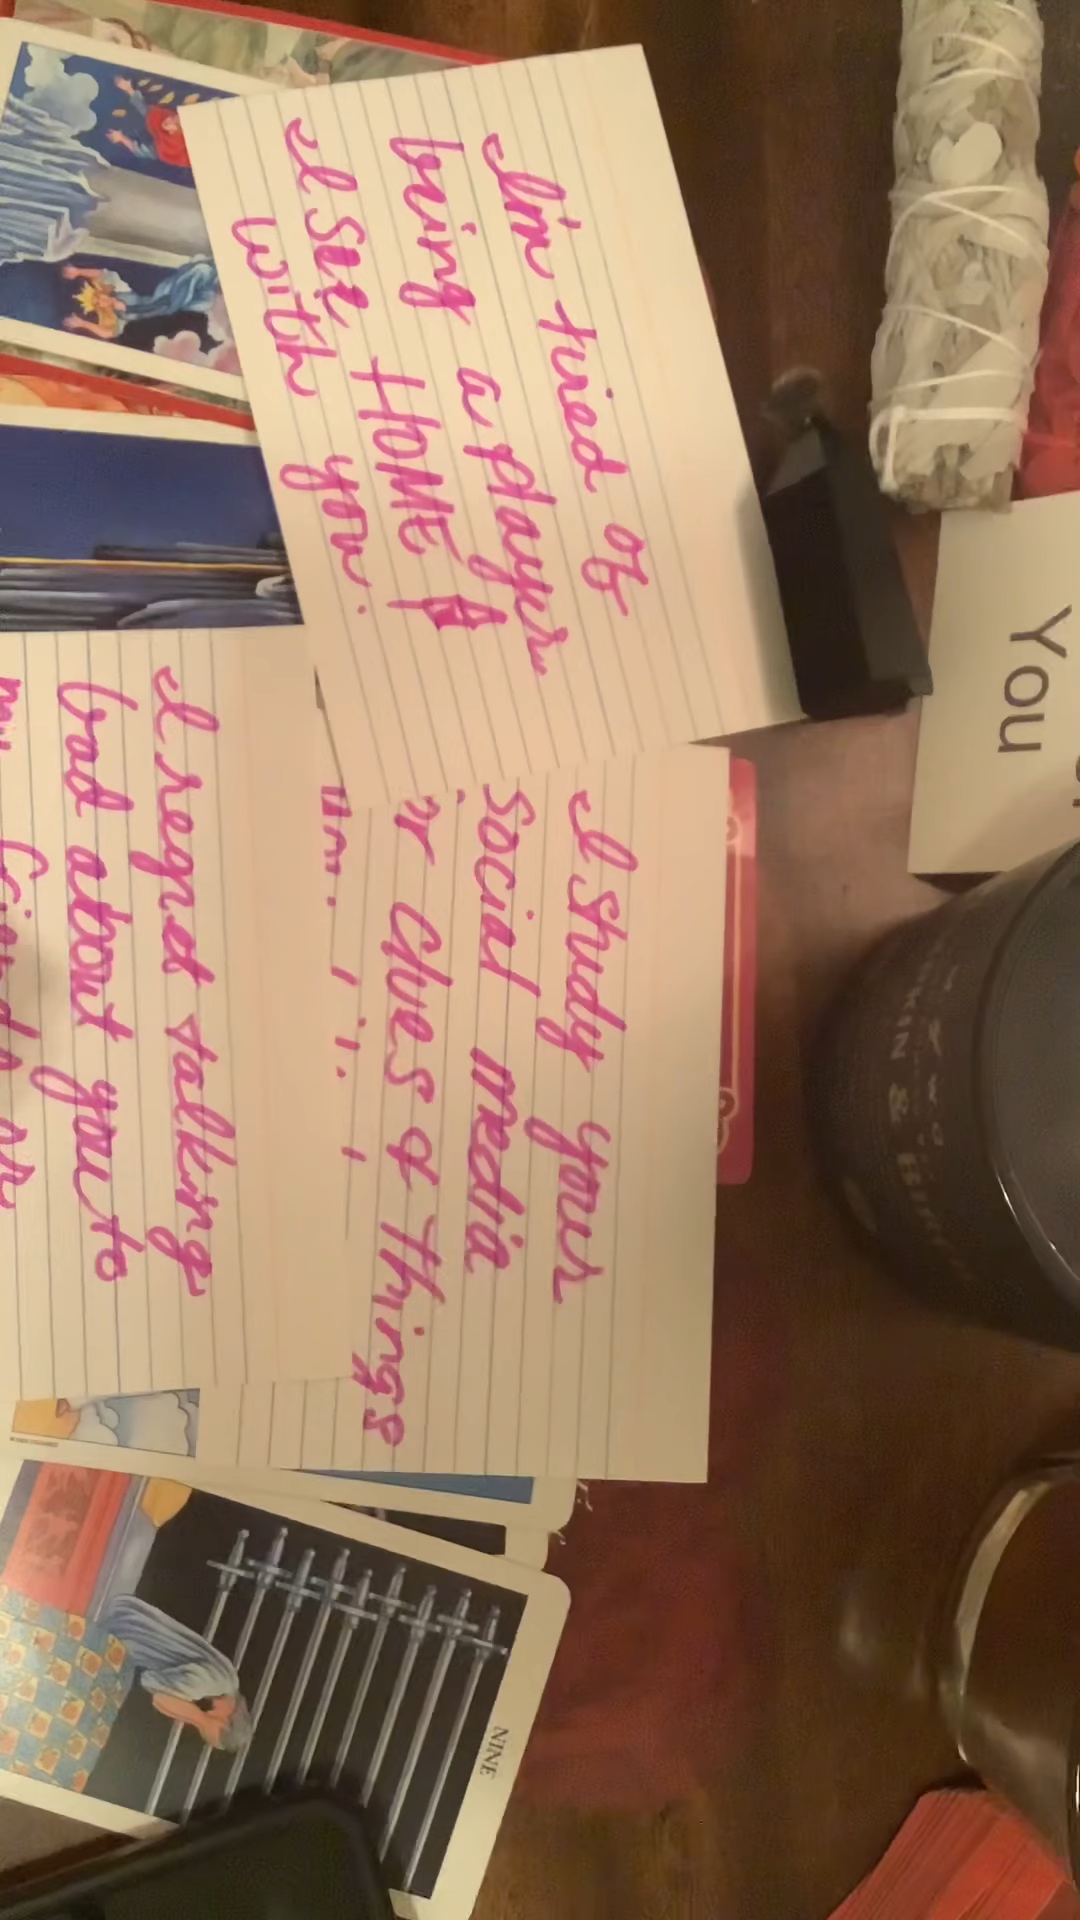 I'm tired of
being a player.
I see HOME
with you.
I study your
social media
clues & things
I regret talking
bad about you to
You
NINE